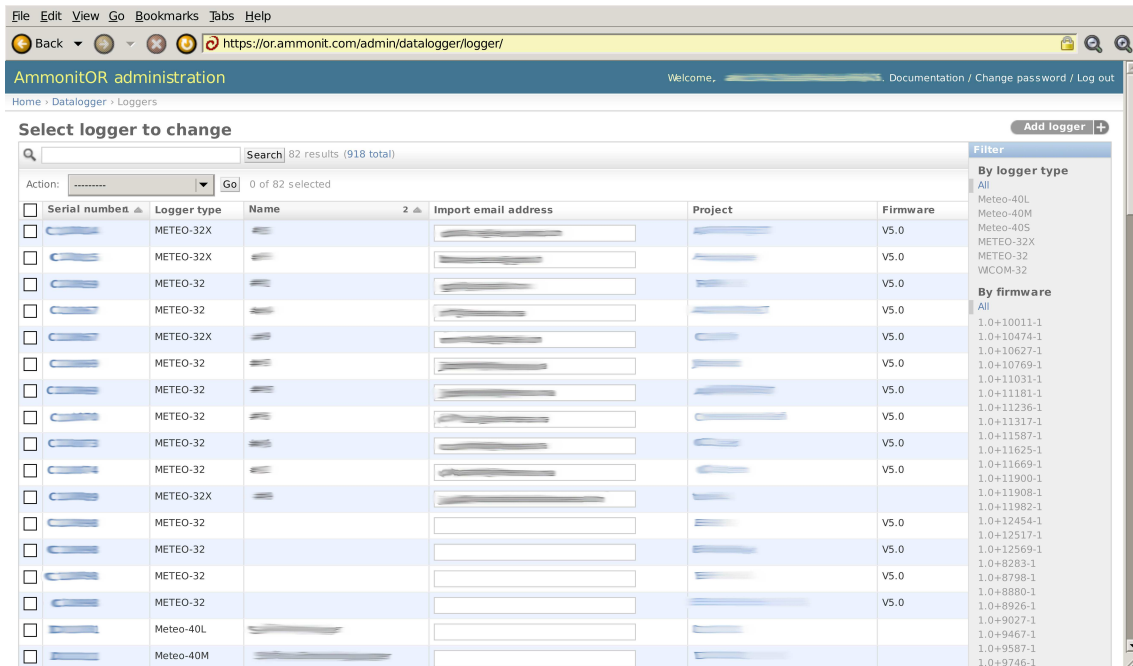 File Edit View Go Bookmarks Tabs Help
Back https://or.ammonit.com/admin/datalogger/logger/
AmmonitOR administration
Welcome, . Documentation / Change password / Log out
Home › Datalogger › Loggers
Select logger to change
Add logger +
Search 82 results (918 total)
Action: --------- Go 0 of 82 selected
Serial number 1 Logger type Name 2 Import email address Project Firmware
METEO-32X V5.0
METEO-32X V5.0
METEO-32 V5.0
METEO-32 V5.0
METEO-32X V5.0
METEO-32 V5.0
METEO-32 V5.0
METEO-32 V5.0
METEO-32 V5.0
METEO-32 V5.0
METEO-32X
METEO-32 V5.0
METEO-32 V5.0
METEO-32 V5.0
METEO-32 V5.0
Meteo-40L
Meteo-40M
Filter
By logger type
All
Meteo-40L
Meteo-40M
Meteo-40S
METEO-32X
METEO-32
WICOM-32
By firmware
All
1.0+10011-1
1.0+10474-1
1.0+10627-1
1.0+10769-1
1.0+11031-1
1.0+11181-1
1.0+11236-1
1.0+11317-1
1.0+11587-1
1.0+11625-1
1.0+11669-1
1.0+11900-1
1.0+11908-1
1.0+11982-1
1.0+12454-1
1.0+12517-1
1.0+12569-1
1.0+8283-1
1.0+8798-1
1.0+8880-1
1.0+8926-1
1.0+9027-1
1.0+9467-1
1.0+9587-1
1.0+9746-1